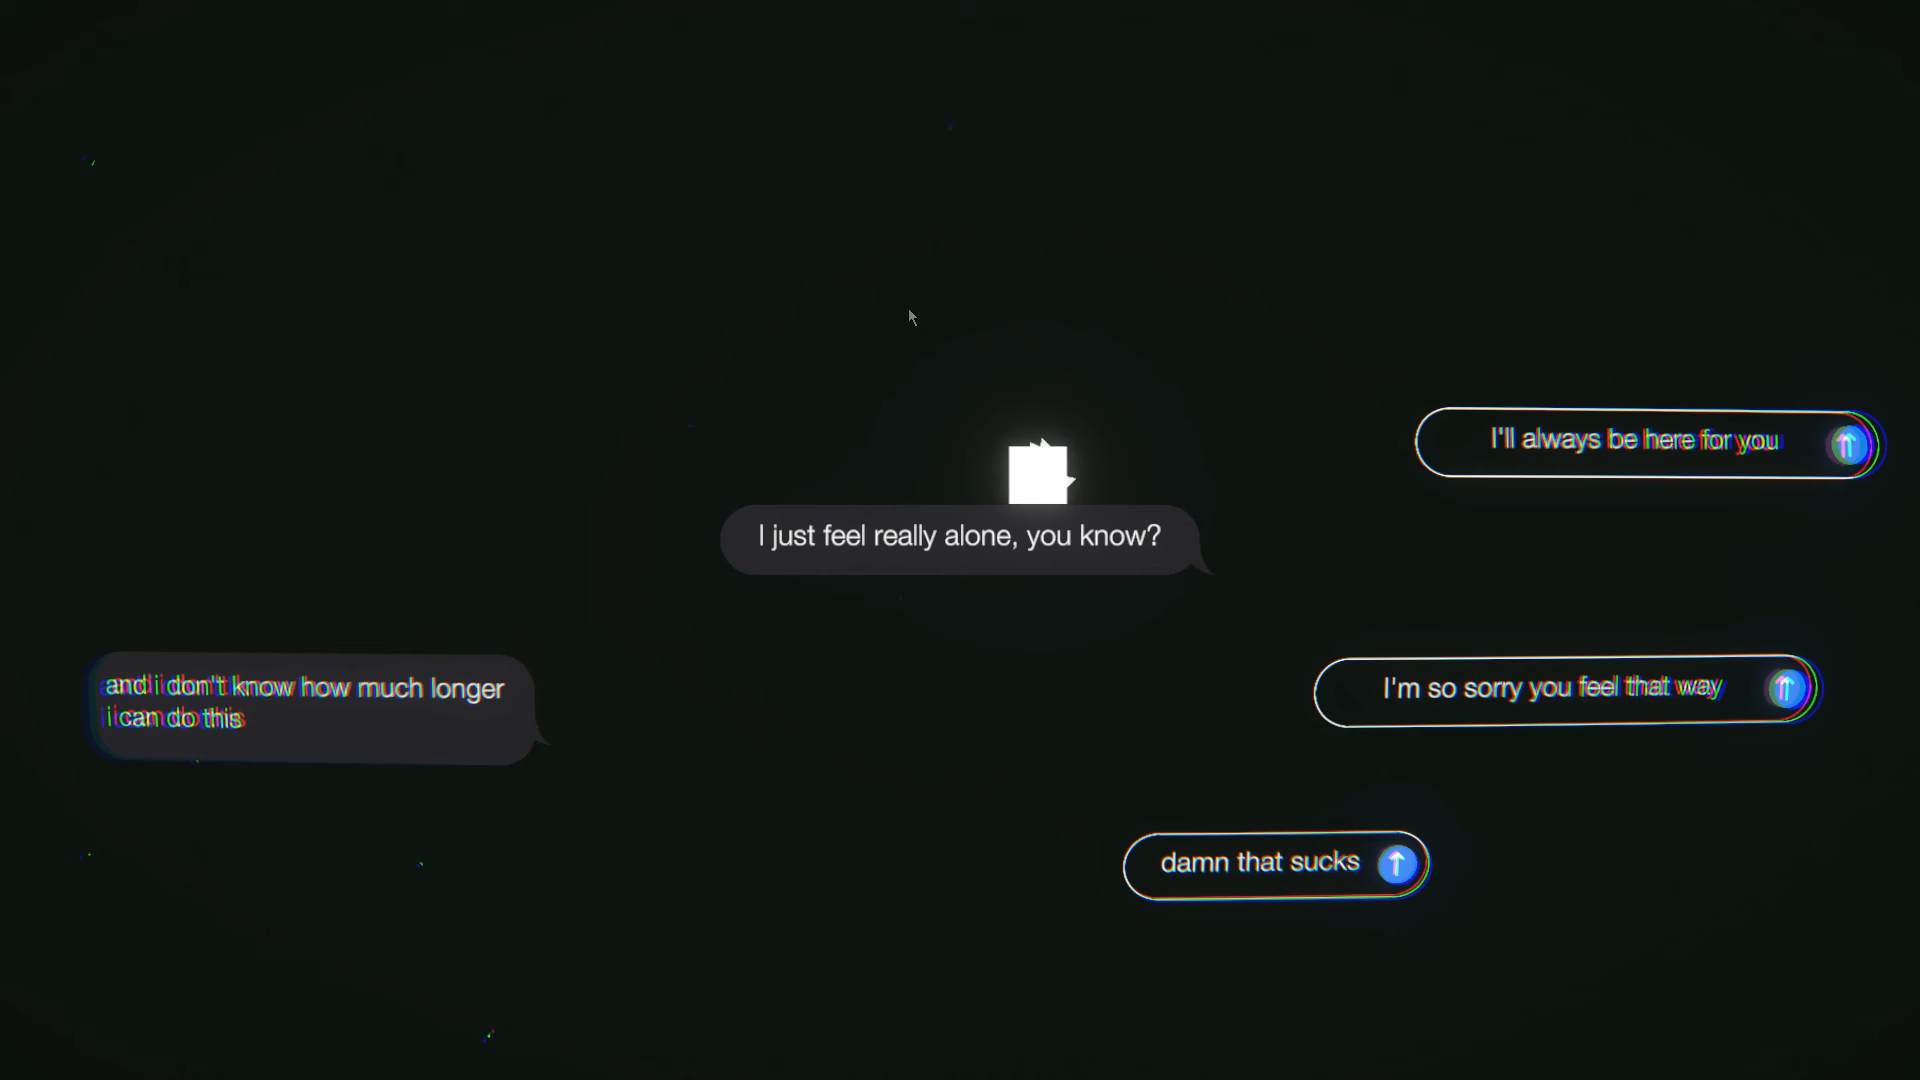 I'll always be here for you
I just feel really alone, you know?
and i don't know how much longer
i can do this
I'm so sorry you feel that way
damn that sucks